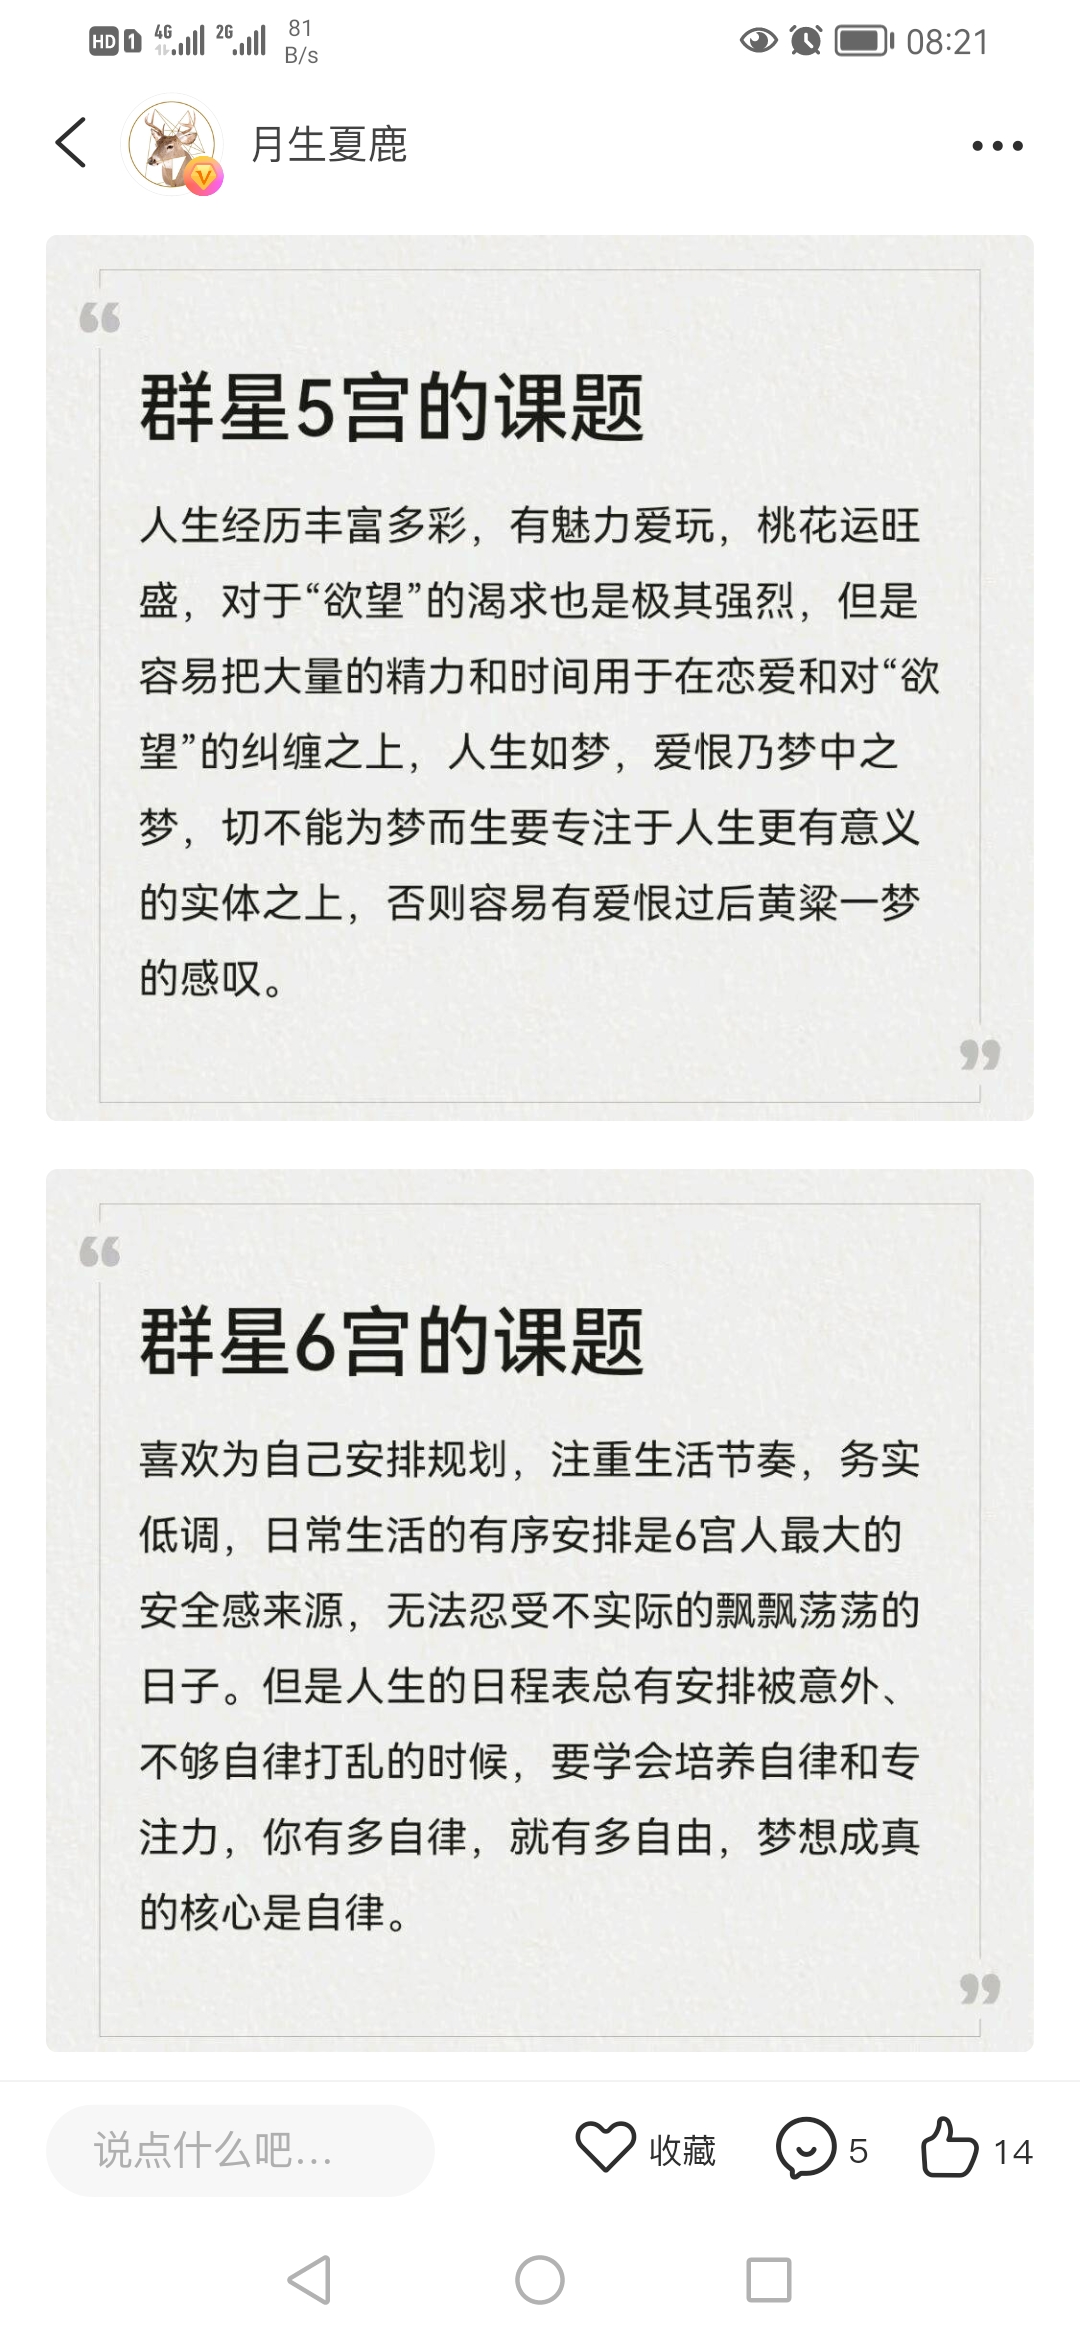 HD 1 4G 2G 81 B/s 08:21
月生夏鹿
“
群星5宫的课题
人生经历丰富多彩，有魅力爱玩，桃花运旺
盛，对于“欲望”的渴求也是极其强烈，但是
容易把大量的精力和时间用于在恋爱和对“欲
望”的纠缠之上，人生如梦，爱恨乃梦中之
梦，切不能为梦而生要专注于人生更有意义
的实体之上，否则容易有爱恨过后黄粱一梦
的感叹。
”
“
群星6宫的课题
喜欢为自己安排规划，注重生活节奏，务实
低调，日常生活的有序安排是6宫人最大的
安全感来源，无法忍受不实际的飘飘荡荡的
日子。但是人生的日程表总有安排被意外、
不够自律打乱的时候，要学会培养自律和专
注力，你有多自律，就有多自由，梦想成真
的核心是自律。
”
说点什么吧... 收藏 5 14